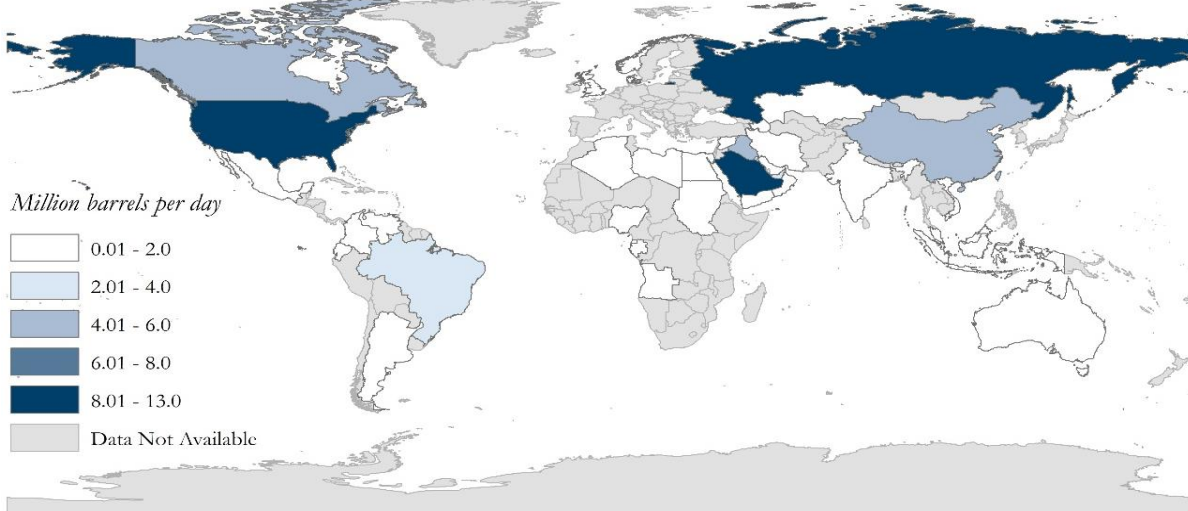 Million barrels per day
0.01 - 2.0
2.01 - 4.0
4.01 - 6.0
6.01 - 8.0
8.01 - 13.0
Data Not Available